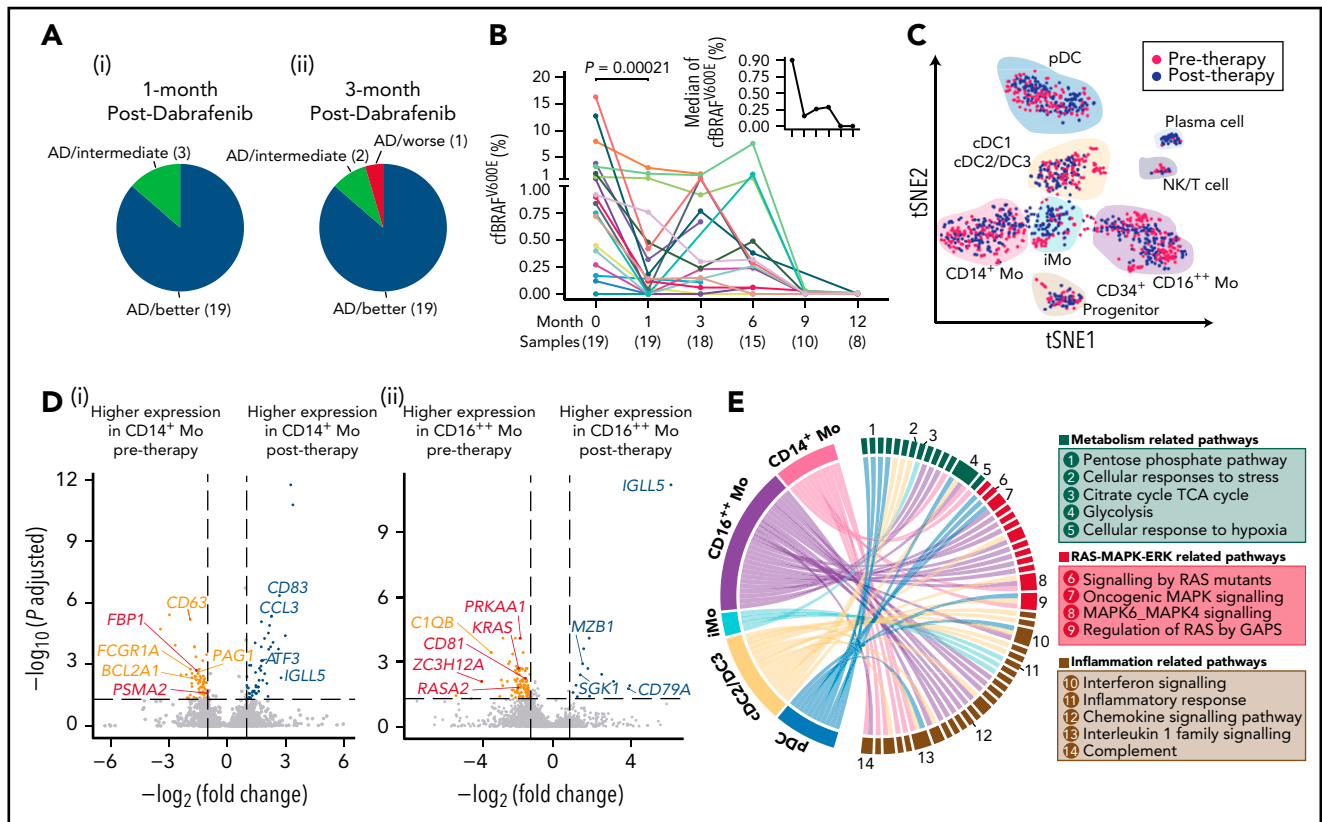 A
(i)
1-month
Post-Dabrafenib
AD/intermediate (3)
AD/better (19)
(ii)
3-month
Post-Dabrafenib
AD/worse (1)
AD/intermediate (2)
AD/better (19)
B
P = 0.00021
cfBRAF^V600E (%)
20
15
10
5
1
1.00
0.75
0.50
0.25
0.00
Month 0 1 3 6 9 12
Samples (19) (19) (18) (15) (10) (8)
Median of
cfBRAF^V600E (%)
0.90
0.50
0.25
0.00
C
Pre-therapy
Post-therapy
pDC
Plasma cell
cDC1
cDC2/DC3
NK/T cell
CD14+ Mo
iMo
CD16++ Mo
CD34+
Progenitor
tSNE2
tSNE1
D
(i)
Higher expression
in CD14+ Mo
pre-therapy
Higher expression
in CD14+ Mo
post-therapy
12
9
6
3
0
−log10 (P adjusted)
CD63
FBP1
FCGR1A
BCL2A1
PAG1
PSMA2
CD83
CCL3
ATF3
IGLL5
−6 −3 0 3 6
−log2 (fold change)
(ii)
Higher expression
in CD16++ Mo
pre-therapy
Higher expression
in CD16++ Mo
post-therapy
9
6
3
0
IGLL5
PRKAA1
C1QB
KRAS
CD81
ZC3H12A
RASA2
MZB1
SGK1
CD79A
−4 0 4
−log2 (fold change)
E
CD14+ Mo
CD16++ Mo
iMo
cDC2/DC3
pDC
1
2
3
4
5
6
7
8
9
10
11
12
13
14
Metabolism related pathways
1 Pentose phosphate pathway
2 Cellular responses to stress
3 Citrate cycle TCA cycle
4 Glycolysis
5 Cellular response to hypoxia
RAS-MAPK-ERK related pathways
6 Signalling by RAS mutants
7 Oncogenic MAPK signalling
8 MAPK6_MAPK4 signalling
9 Regulation of RAS by GAPS
Inflammation related pathways
10 Interferon signalling
11 Inflammatory response
12 Chemokine signalling pathway
13 Interleukin 1 family signalling
14 Complement